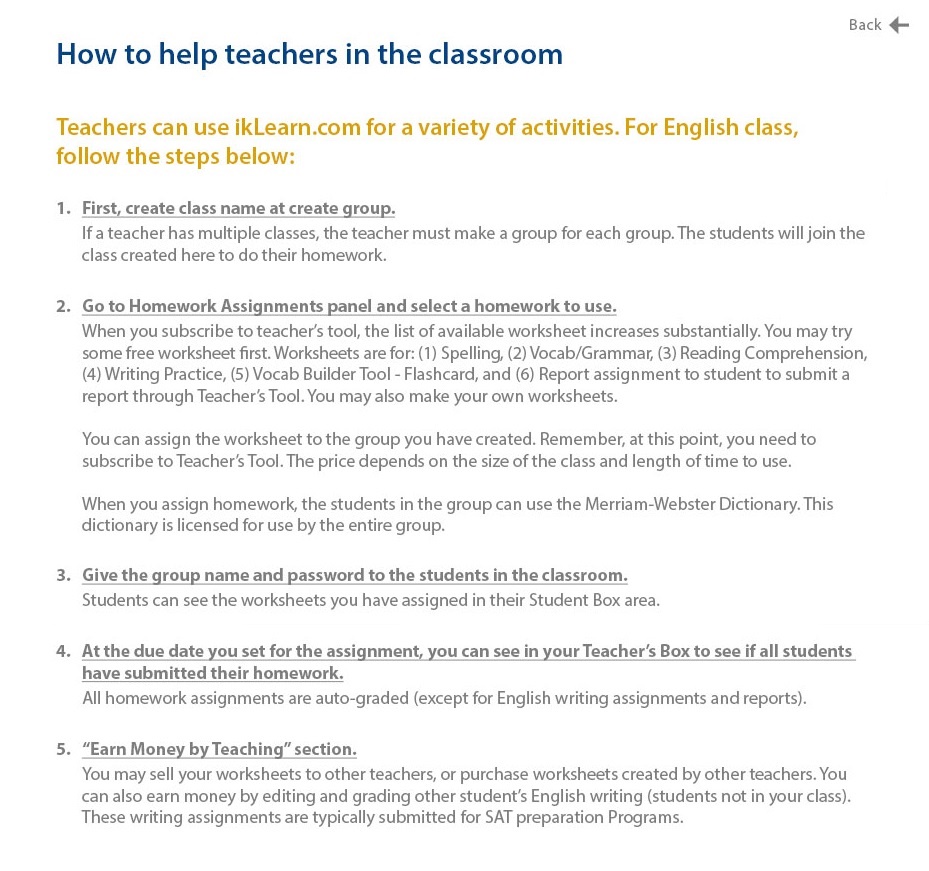 Back
How to help teachers in the classroom
Teachers can use ikLearn.com for a variety of activities. For English class,
follow the steps below:
1. First, create class name at create group.
If a teacher has multiple classes, the teacher must make a group for each group. The students will join the
class created here to do their homework.
2. Go to Homework Assignments panel and select a homework to use.
When you subscribe to teacher's tool, the list of available worksheet increases substantially. You may try
some free worksheet first. Worksheets are for: (1) Spelling, (2) Vocab/Grammar, (3) Reading Comprehension,
(4) Writing Practice, (5) Vocab Builder Tool - Flashcard, and (6) Report assignment to student to submit a
report through Teacher's Tool. You may also make your own worksheets.
You can assign the worksheet to the group you have created. Remember, at this point, you need to
subscribe to Teacher's Tool. The price depends on the size of the class and length of time to use.
When you assign homework, the students in the group can use the Merriam-Webster Dictionary. This
dictionary is licensed for use by the entire group.
3. Give the group name and password to the students in the classroom.
Students can see the worksheets you have assigned in their Student Box area.
4. At the due date you set for the assignment, you can see in your Teacher's Box to see if all students
have submitted their homework.
All homework assignments are auto-graded (except for English writing assignments and reports).
5. "Earn Money by Teaching" section.
You may sell your worksheets to other teachers, or purchase worksheets created by other teachers. You
can also earn money by editing and grading other student's English writing (students not in your class).
These writing assignments are typically submitted for SAT preparation Programs.